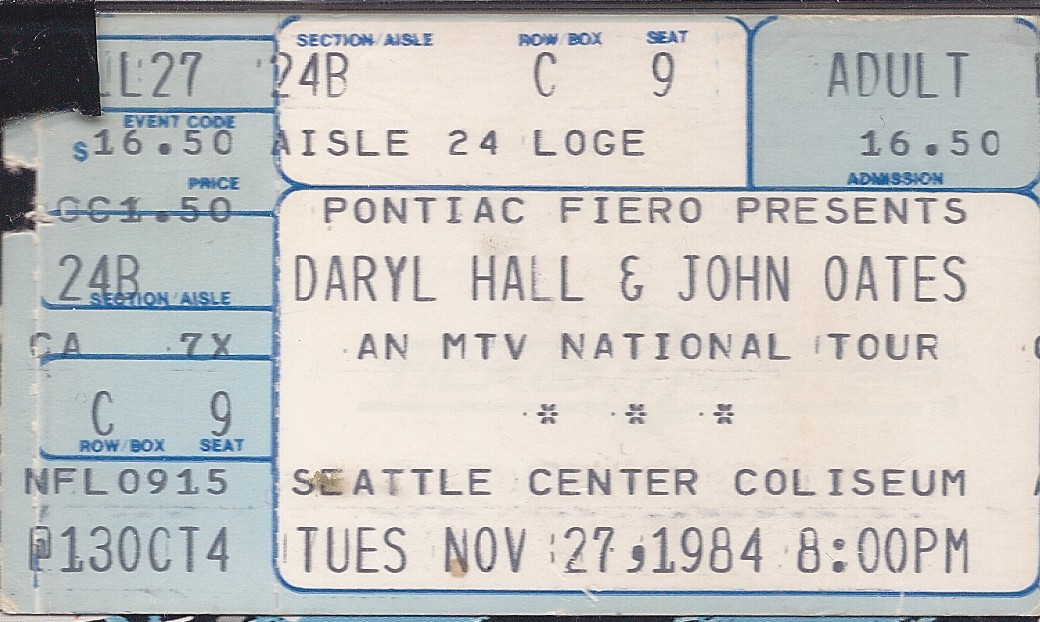 SECTION/AISLE ROW/BOX SEAT
L27 24B C 9 ADULT
EVENT CODE
$16.50 AISLE 24 LOGE 16.50
PRICE ADMISSION
CC1.50 PONTIAC FIERO PRESENTS
24B DARYL HALL & JOHN OATES
SECTION/AISLE
CA 7X AN MTV NATIONAL TOUR
* * *
C 9
ROW/BOX SEAT
NFL0915 SEATTLE CENTER COLISEUM
130CT4 TUES NOV 27,1984 8:00PM